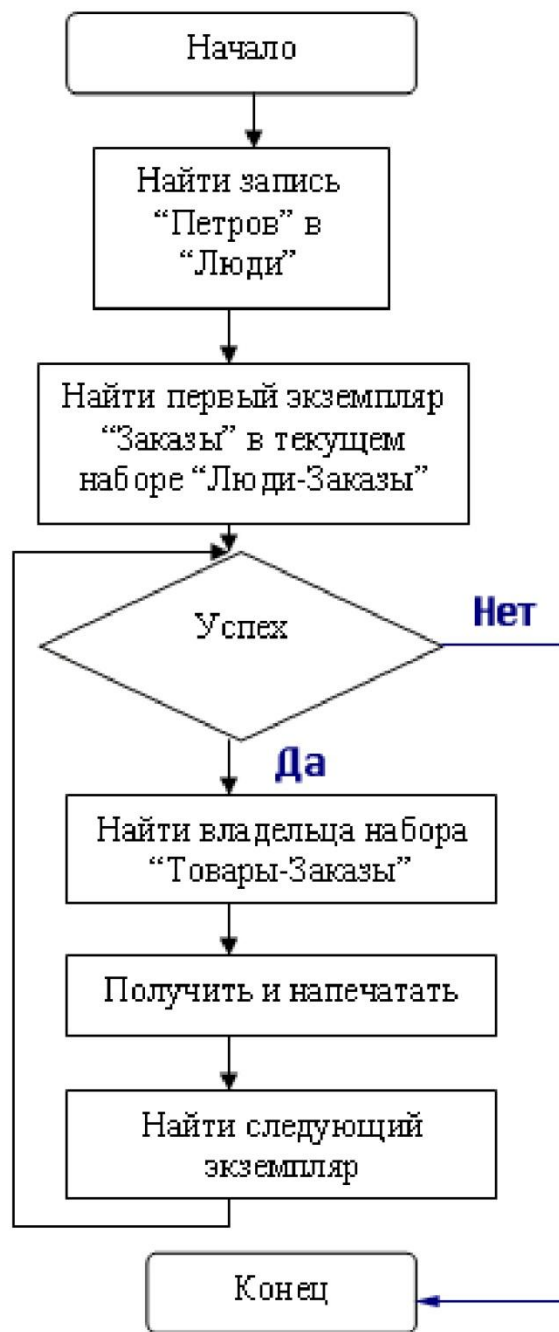 Начало
Найти запись
“Петров” в
“Люди”
Найти первый экземпляр
“Заказы” в текущем
наборе “Люди-Заказы”
Успех
Нет
Да
Найти владельца набора
“Товары-Заказы”
Получить и напечатать
Найти следующий
экземпляр
Конец